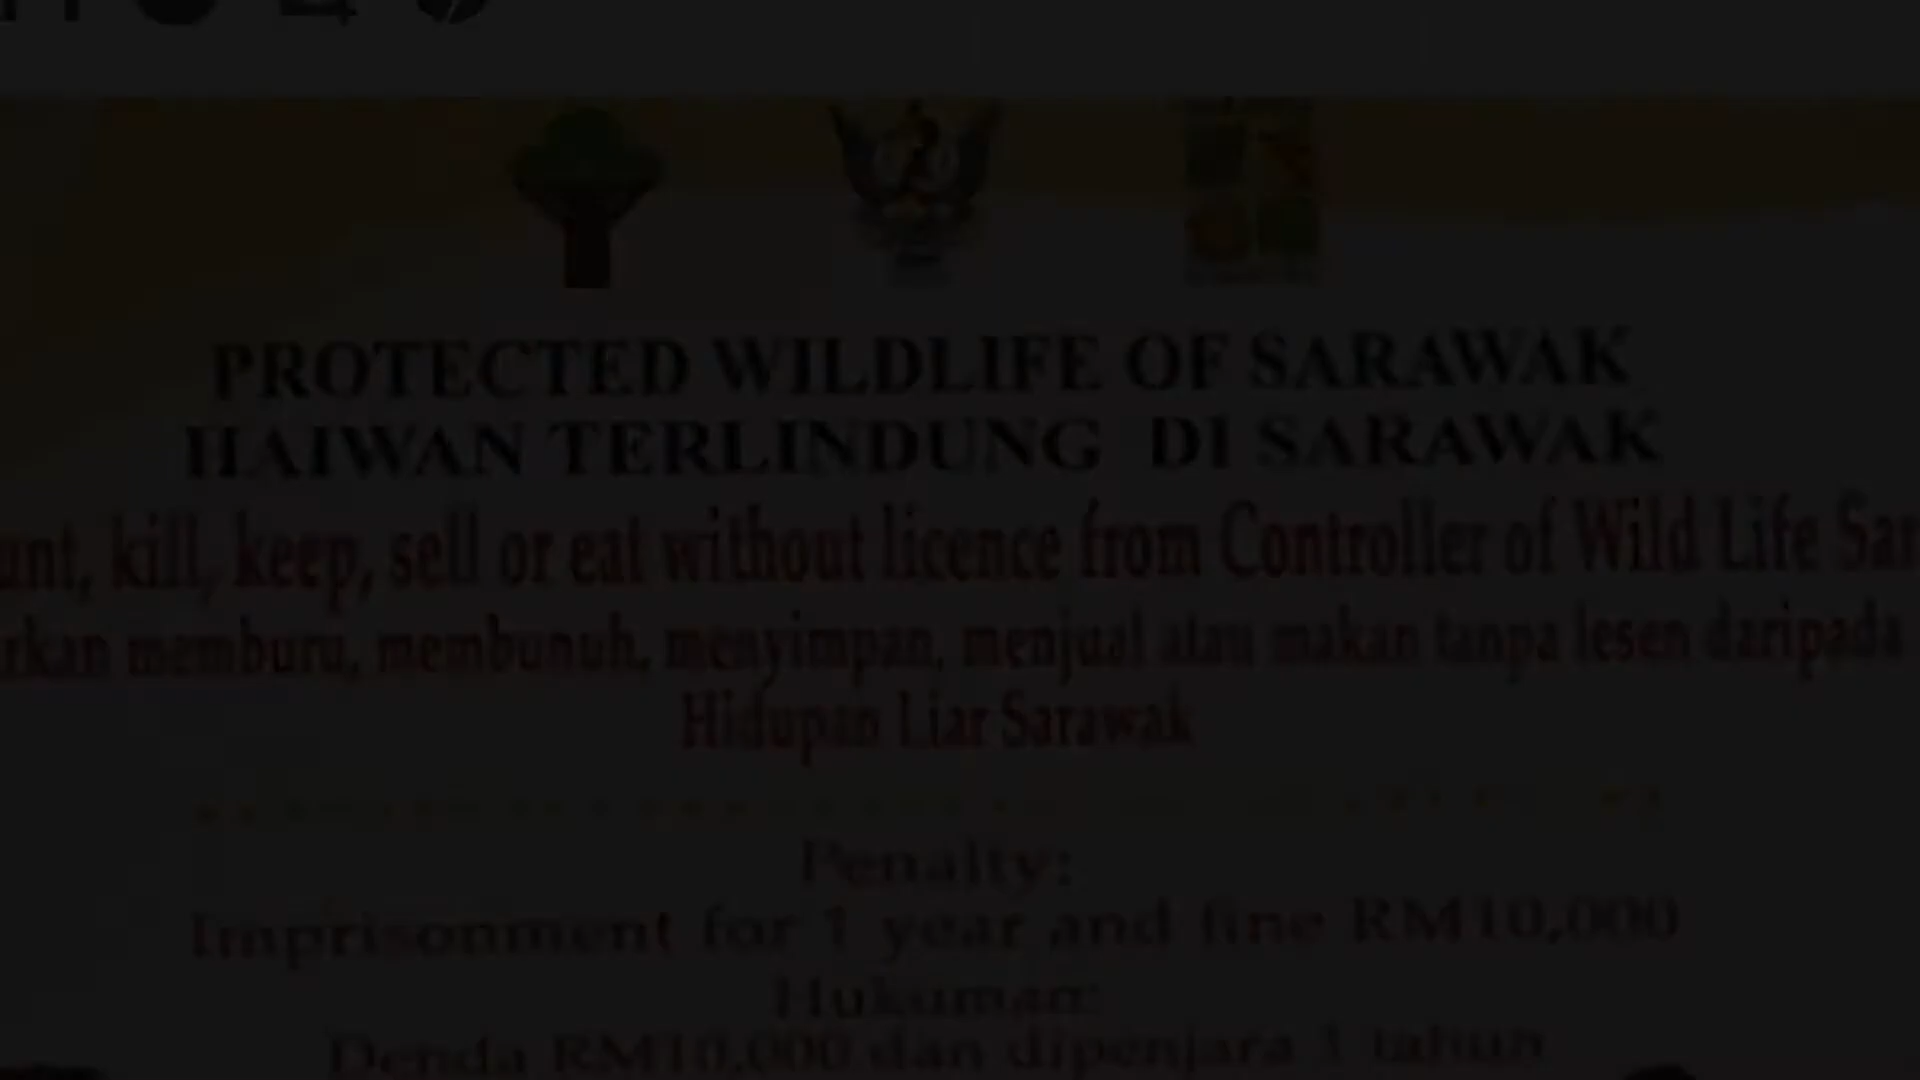 PROTECTED WILDLIFE OF SARAWAK
HAIWAN TERLINDUNG DI SARAWAK
unt, kill, keep, sell or eat without licence from Controller of Wild Life Sar
rkan memburu, membunuh, menyimpan, menjual atau makan tanpa lesen daripada
Hidupan Liar Sarawak
Penalty:
Imprisonment for 1 year and fine RM10,000
Hukuman:
Denda RM10,000 dan dipenjara 1 tahun